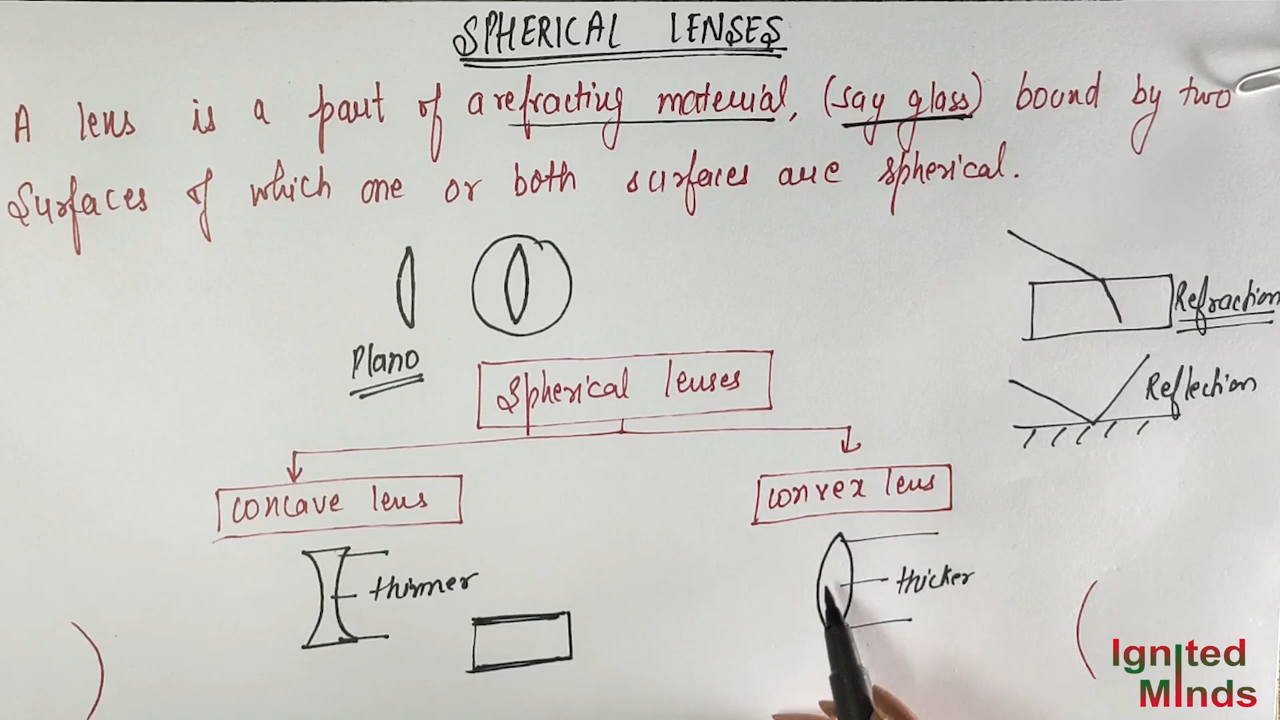 SPHERICAL LENSES
A lens is a part of a refracting material, (say glass) bound by two
Surfaces of which one or both surfaces are spherical.
Plano
Refraction
Reflection
Spherical lenses
concave lens
convex lens
thinner
thicker
Ignited
Minds